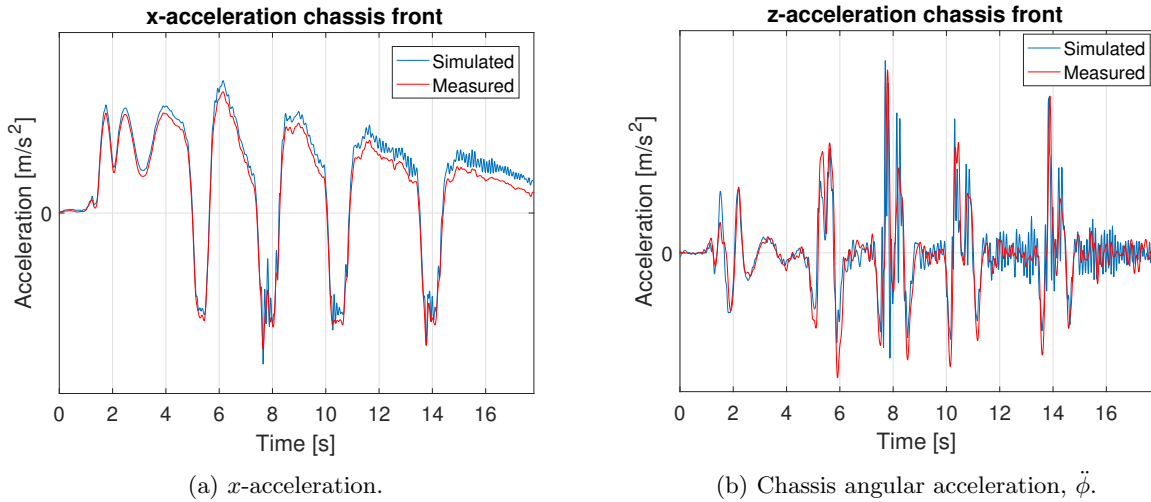 x-acceleration chassis front
Simulated
Measured
Acceleration [m/s²]
0
0 2 4 6 8 10 12 14 16
Time [s]
(a) x-acceleration.
z-acceleration chassis front
Simulated
Measured
Acceleration [m/s²]
0
0 2 4 6 8 10 12 14 16
Time [s]
(b) Chassis angular acceleration, φ̈.